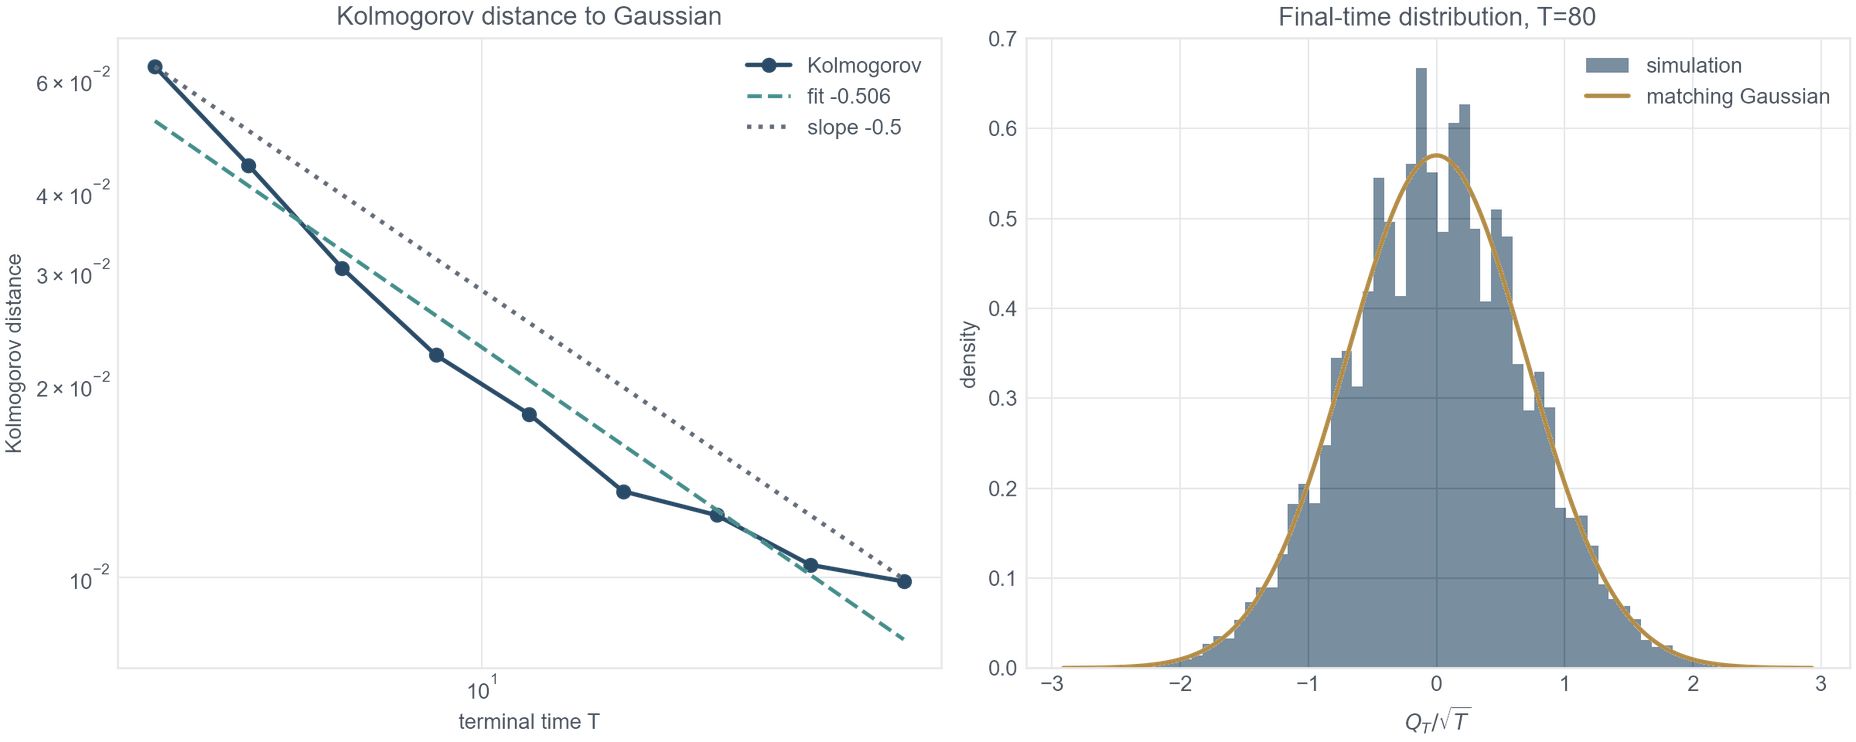 Kolmogorov distance to Gaussian
Kolmogorov
fit -0.506
slope -0.5
6 × 10⁻²
4 × 10⁻²
3 × 10⁻²
2 × 10⁻²
10⁻²
Kolmogorov distance
10¹
terminal time T
Final-time distribution, T=80
simulation
matching Gaussian
0.7
0.6
0.5
0.4
0.3
0.2
0.1
0.0
density
−3 −2 −1 0 1 2 3
Q_T/√T